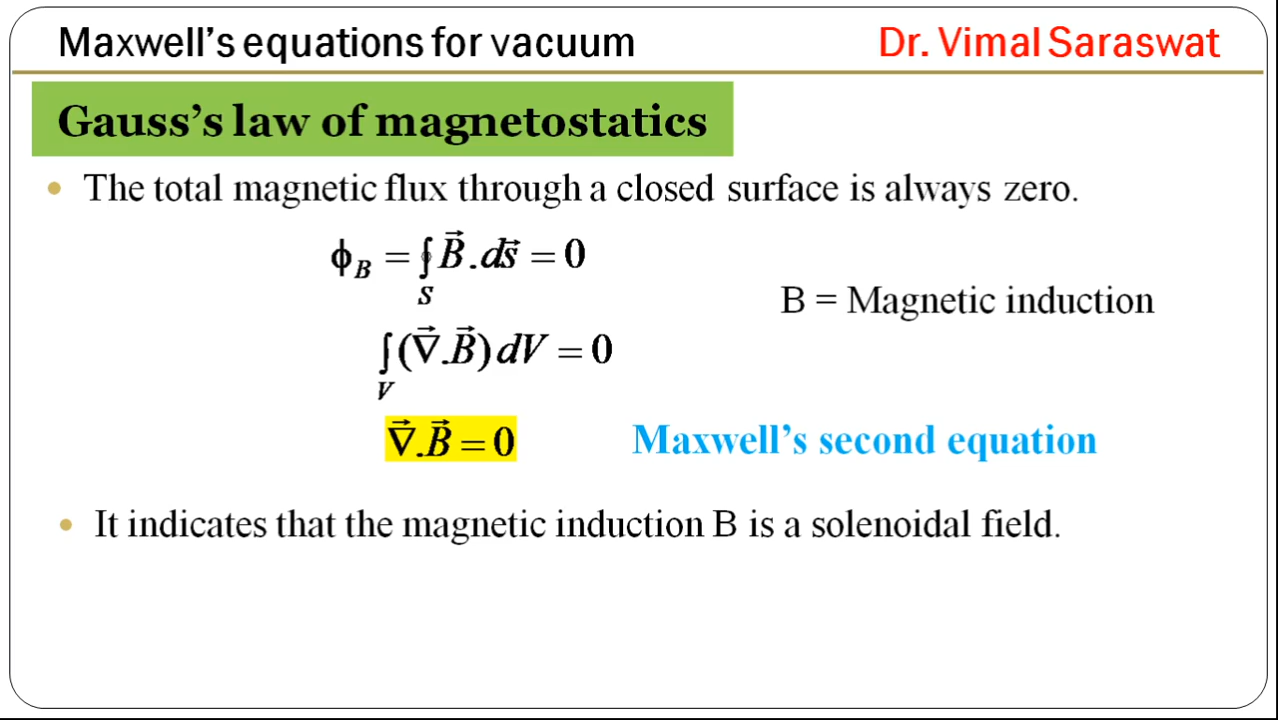 Maxwell's equations for vacuum Dr. Vimal Saraswat
Gauss's law of magnetostatics
• The total magnetic flux through a closed surface is always zero.
ϕ_B = ∮_S B⃗.ds⃗ = 0
B = Magnetic induction
∫_V (∇⃗.B⃗) dV = 0
∇⃗.B⃗ = 0 Maxwell's second equation
• It indicates that the magnetic induction B is a solenoidal field.